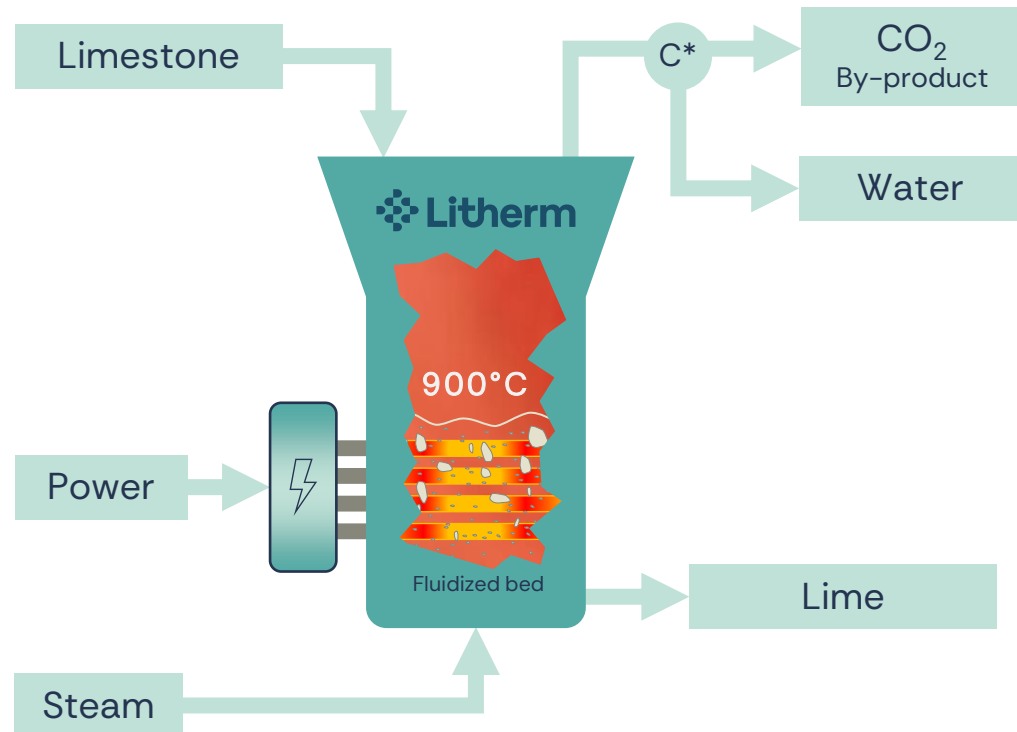 Limestone
C*
CO₂
By-product
Water
Litherm
900°C
Power
Fluidized bed
Lime
Steam